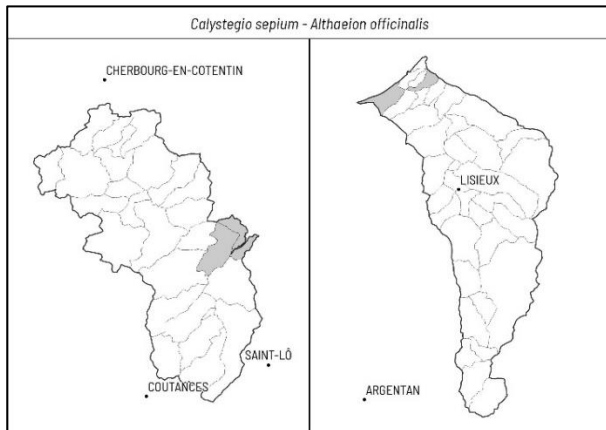 Calystegio sepium - Althaeion officinalis
CHERBOURG-EN-COTENTIN
SAINT-LÔ
COUTANCES
LISIEUX
ARGENTAN